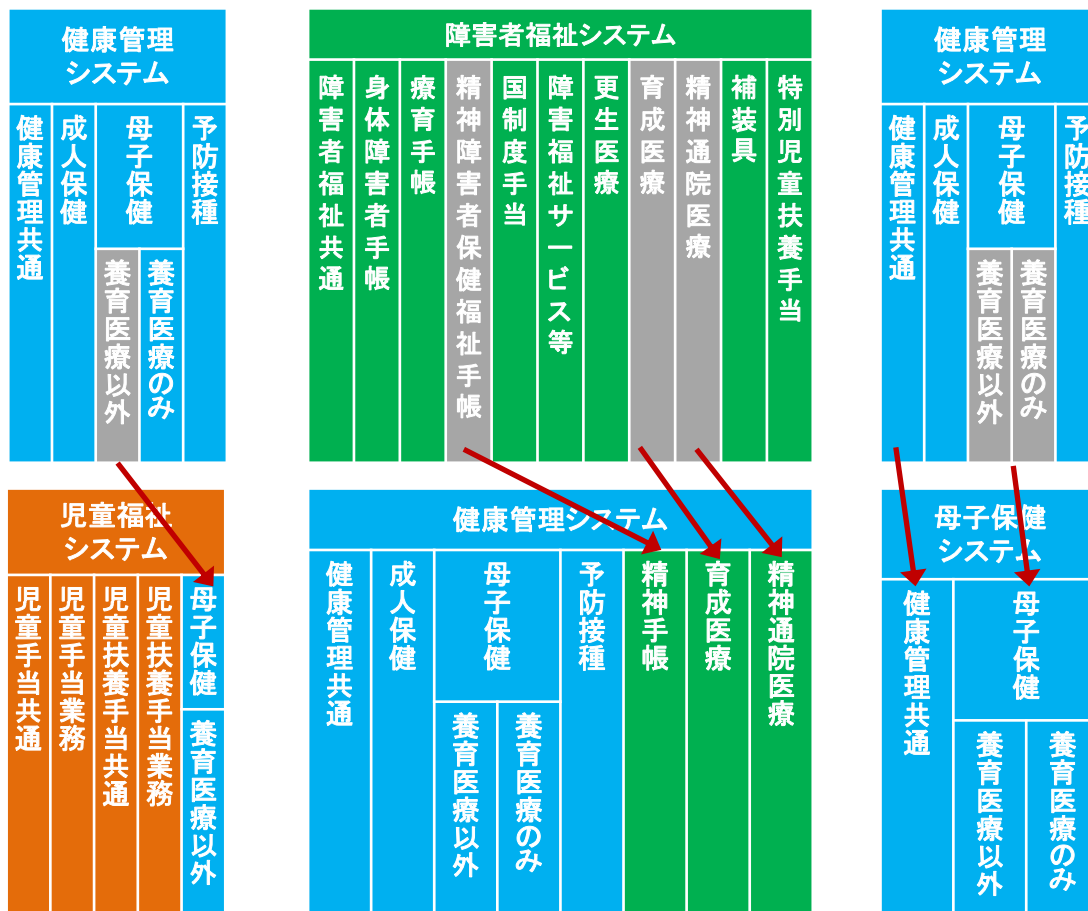 健康管理
システム
健康管理共通
成人保健
母子保健
養育医療以外
養育医療のみ
予防接種
児童福祉
システム
児童手当共通
児童手当業務
児童扶養手当共通
児童扶養手当業務
母子保健
養育医療以外
障害者福祉システム
障害者福祉共通
身体障害者手帳
療育手帳
精神障害者保健福祉手帳
国制度手当
障害福祉サービス等
更生医療
育成医療
精神通院医療
補装具
特別児童扶養手当
健康管理システム
健康管理共通
成人保健
母子保健
養育医療以外
養育医療のみ
予防接種
精神手帳
育成医療
精神通院医療
健康管理
システム
健康管理共通
成人保健
母子保健
養育医療以外
養育医療のみ
予防接種
母子保健
システム
健康管理共通
母子保健
養育医療以外
養育医療のみ